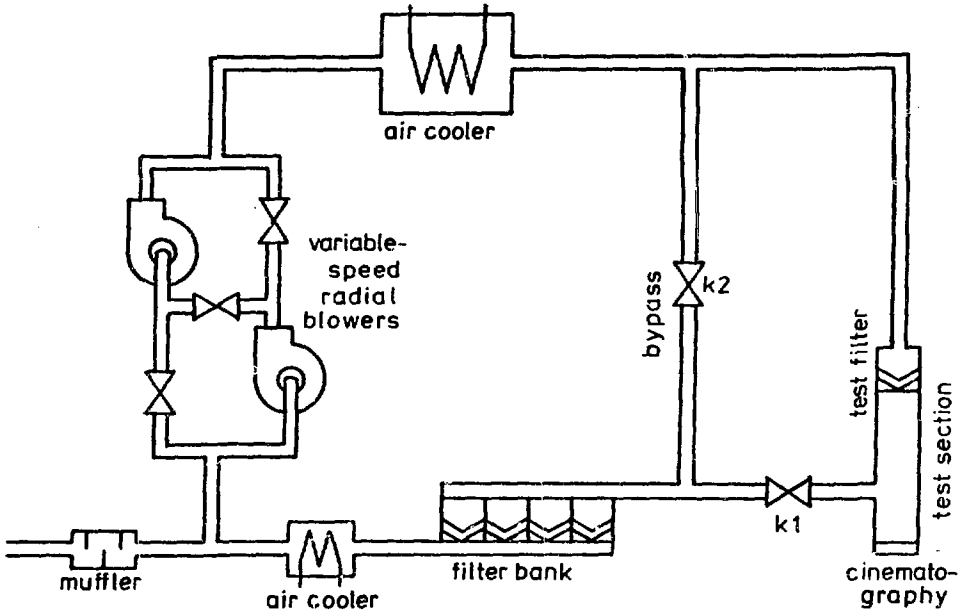 air cooler
variable-
speed
radial
blowers
bypass
k2
test filter
test section
k1
muffler
air cooler
filter bank
cinemato-
graphy